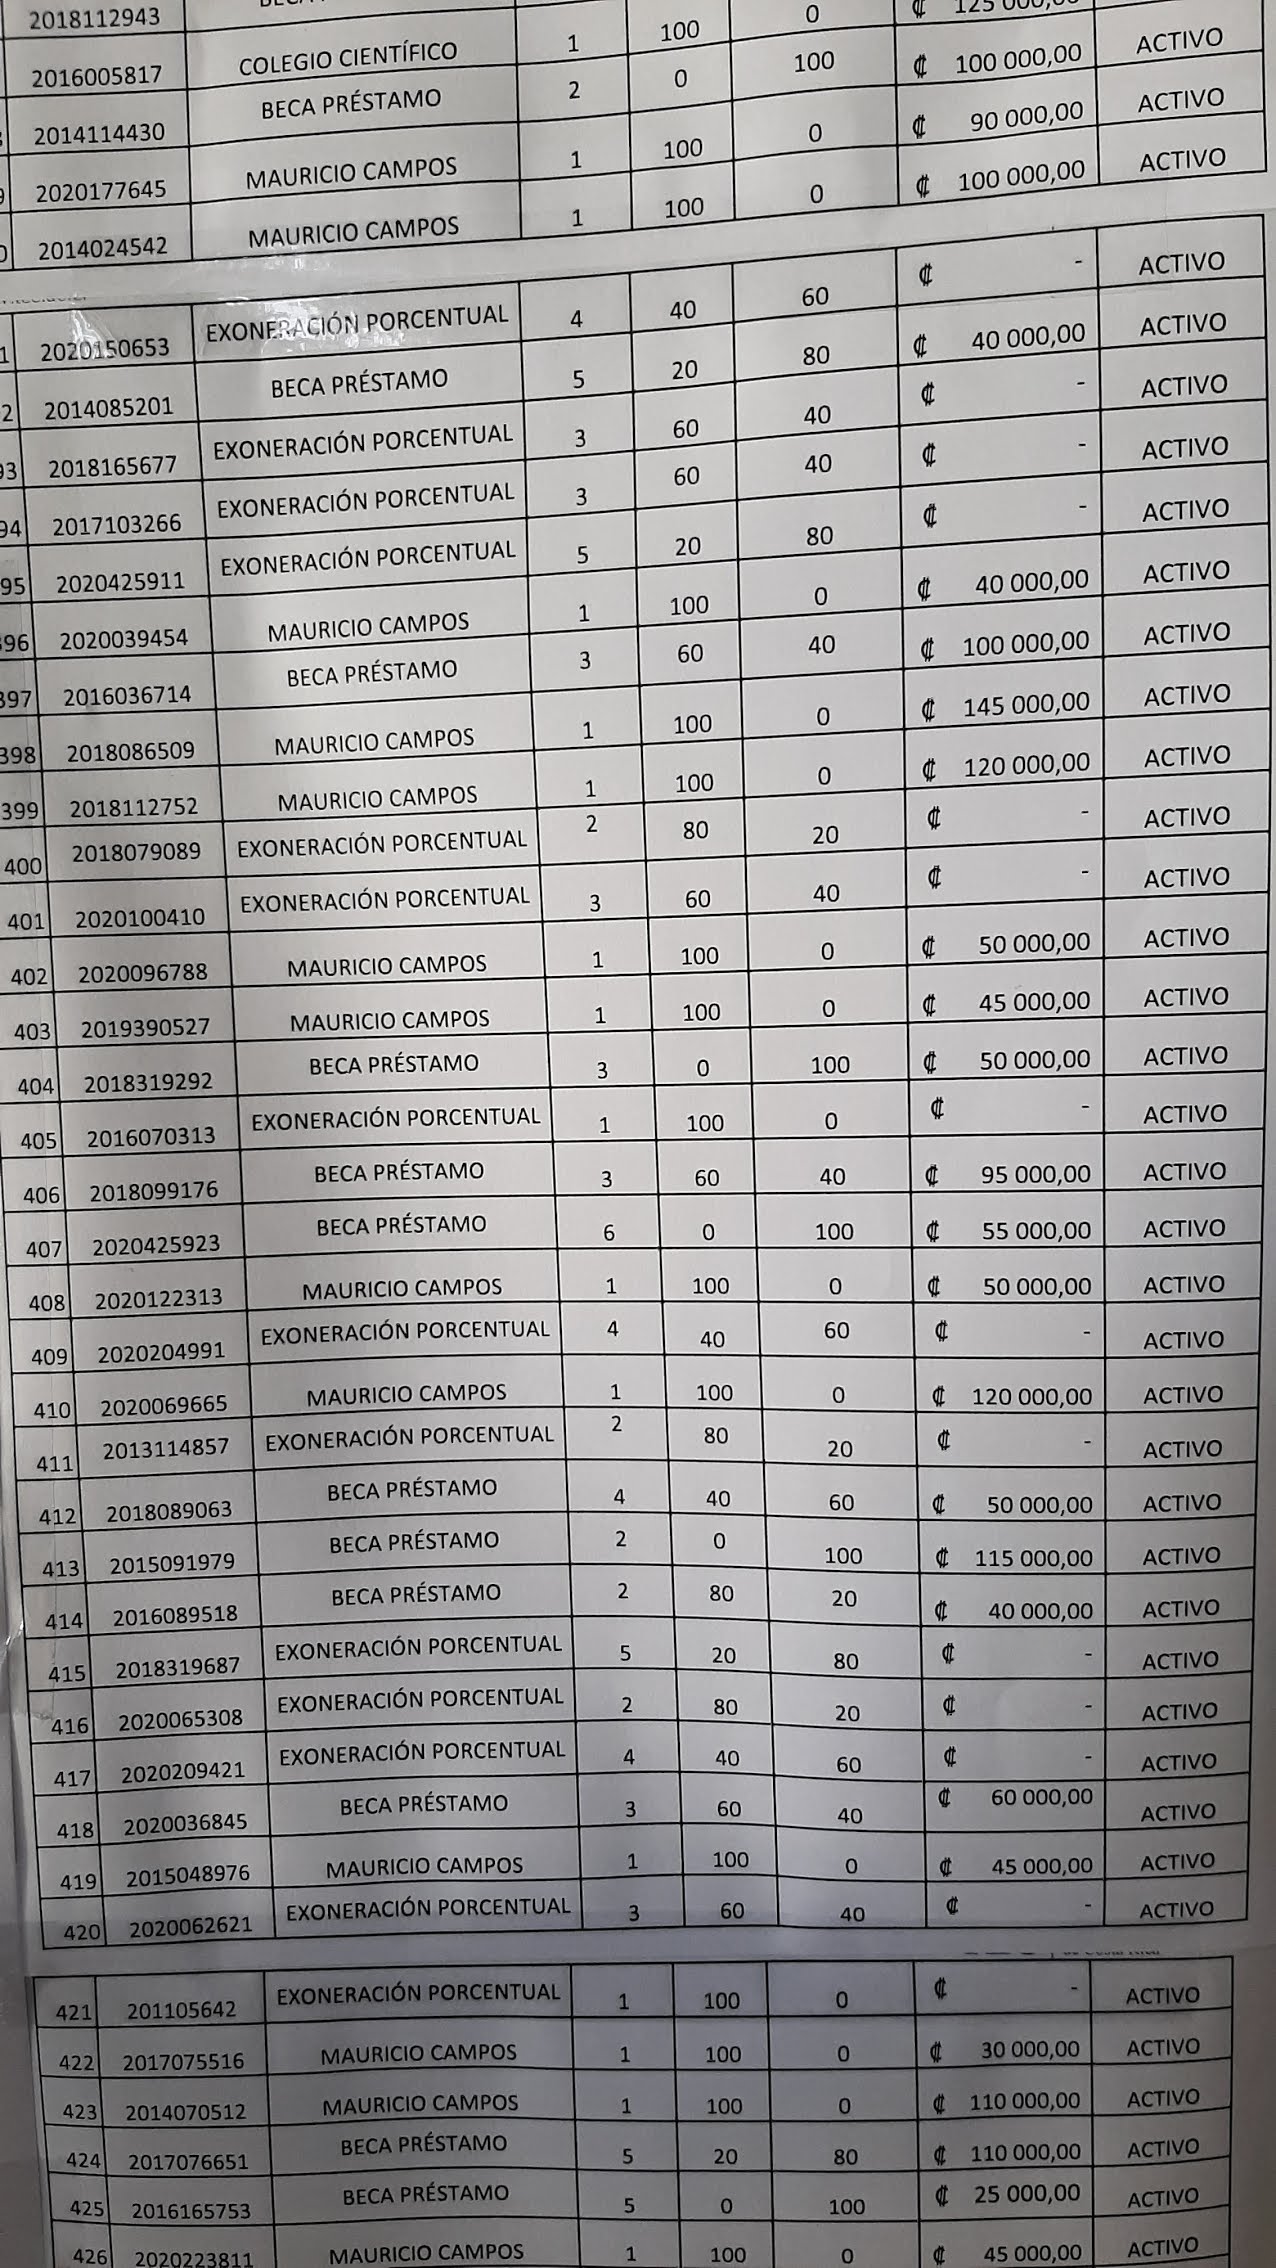 2018112943
2016005817 COLEGIO CIENTÍFICO 1 100 0 ₡
2014114430 BECA PRÉSTAMO 2 0 100 ₡ 100 000,00 ACTIVO
2020177645 MAURICIO CAMPOS 1 100 0 ₡ 90 000,00 ACTIVO
2014024542 MAURICIO CAMPOS 1 100 0 ₡ 100 000,00 ACTIVO
1 2020150653 EXONERACIÓN PORCENTUAL 4 40 60 ₡ - ACTIVO
2 2014085201 BECA PRÉSTAMO 5 20 80 ₡ 40 000,00 ACTIVO
93 2018165677 EXONERACIÓN PORCENTUAL 3 60 40 ₡ - ACTIVO
94 2017103266 EXONERACIÓN PORCENTUAL 3 60 40 ₡ - ACTIVO
95 2020425911 EXONERACIÓN PORCENTUAL 5 20 80 ₡ - ACTIVO
396 2020039454 MAURICIO CAMPOS 1 100 0 ₡ 40 000,00 ACTIVO
397 2016036714 BECA PRÉSTAMO 3 60 40 ₡ 100 000,00 ACTIVO
398 2018086509 MAURICIO CAMPOS 1 100 0 ₡ 145 000,00 ACTIVO
399 2018112752 MAURICIO CAMPOS 1 100 0 ₡ 120 000,00 ACTIVO
400 2018079089 EXONERACIÓN PORCENTUAL 2 80 20 ₡ - ACTIVO
401 2020100410 EXONERACIÓN PORCENTUAL 3 60 40 ₡ - ACTIVO
402 2020096788 MAURICIO CAMPOS 1 100 0 ₡ 50 000,00 ACTIVO
403 2019390527 MAURICIO CAMPOS 1 100 0 ₡ 45 000,00 ACTIVO
404 2018319292 BECA PRÉSTAMO 3 0 100 ₡ 50 000,00 ACTIVO
405 2016070313 EXONERACIÓN PORCENTUAL 1 100 0 ₡ - ACTIVO
406 2018099176 BECA PRÉSTAMO 3 60 40 ₡ 95 000,00 ACTIVO
407 2020425923 BECA PRÉSTAMO 6 0 100 ₡ 55 000,00 ACTIVO
408 2020122313 MAURICIO CAMPOS 1 100 0 ₡ 50 000,00 ACTIVO
409 2020204991 EXONERACIÓN PORCENTUAL 4 40 60 ₡ - ACTIVO
410 2020069665 MAURICIO CAMPOS 1 100 0 ₡ 120 000,00 ACTIVO
411 2013114857 EXONERACIÓN PORCENTUAL 2 80 20 ₡ - ACTIVO
412 2018089063 BECA PRÉSTAMO 4 40 60 ₡ 50 000,00 ACTIVO
413 2015091979 BECA PRÉSTAMO 2 0 100 ₡ 115 000,00 ACTIVO
414 2016089518 BECA PRÉSTAMO 2 80 20 ₡ 40 000,00 ACTIVO
415 2018319687 EXONERACIÓN PORCENTUAL 5 20 80 ₡ - ACTIVO
416 2020065308 EXONERACIÓN PORCENTUAL 2 80 20 ₡ - ACTIVO
417 2020209421 EXONERACIÓN PORCENTUAL 4 40 60 ₡ - ACTIVO
418 2020036845 BECA PRÉSTAMO 3 60 40 ₡ 60 000,00 ACTIVO
419 2015048976 MAURICIO CAMPOS 1 100 0 ₡ 45 000,00 ACTIVO
420 2020062621 EXONERACIÓN PORCENTUAL 3 60 40 ₡ - ACTIVO
421 201105642 EXONERACIÓN PORCENTUAL 1 100 0 ₡ - ACTIVO
422 2017075516 MAURICIO CAMPOS 1 100 0 ₡ 30 000,00 ACTIVO
423 2014070512 MAURICIO CAMPOS 1 100 0 ₡ 110 000,00 ACTIVO
424 2017076651 BECA PRÉSTAMO 5 20 80 ₡ 110 000,00 ACTIVO
425 2016165753 BECA PRÉSTAMO 5 0 100 ₡ 25 000,00 ACTIVO
426 2020223811 MAURICIO CAMPOS 1 100 0 ₡ 45 000,00 ACTIVO